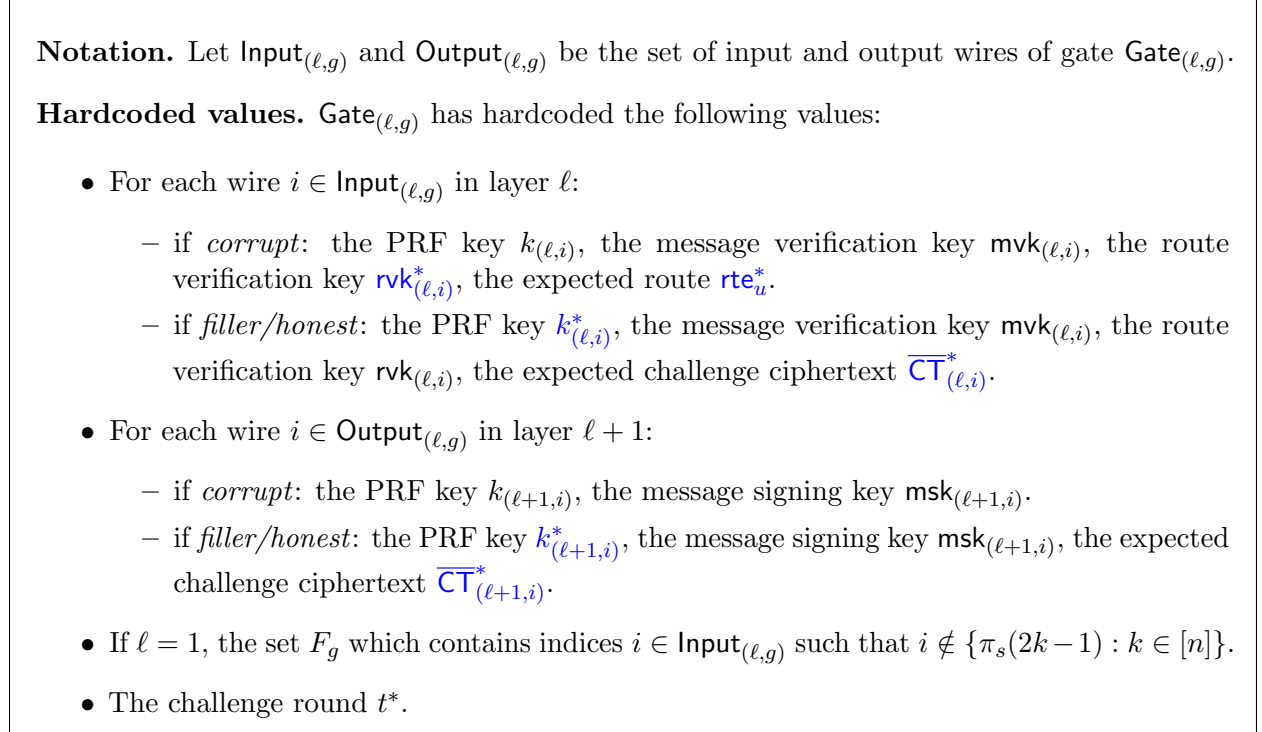 Notation. Let Input_(ℓ,g) and Output_(ℓ,g) be the set of input and output wires of gate Gate_(ℓ,g).
Hardcoded values. Gate_(ℓ,g) has hardcoded the following values:
• For each wire i ∈ Input_(ℓ,g) in layer ℓ:
– if corrupt: the PRF key k_(ℓ,i), the message verification key mvk_(ℓ,i), the route
verification key rvk*_(ℓ,i), the expected route rte*_u.
– if filler/honest: the PRF key k*_(ℓ,i), the message verification key mvk_(ℓ,i), the route
verification key rvk_(ℓ,i), the expected challenge ciphertext \overline{CT}*_(ℓ,i).
• For each wire i ∈ Output_(ℓ,g) in layer ℓ + 1:
– if corrupt: the PRF key k_(ℓ+1,i), the message signing key msk_(ℓ+1,i).
– if filler/honest: the PRF key k*_(ℓ+1,i), the message signing key msk_(ℓ+1,i), the expected
challenge ciphertext \overline{CT}*_(ℓ+1,i).
• If ℓ = 1, the set F_g which contains indices i ∈ Input_(ℓ,g) such that i ∉ {π_s(2k−1) : k ∈ [n]}.
• The challenge round t*.